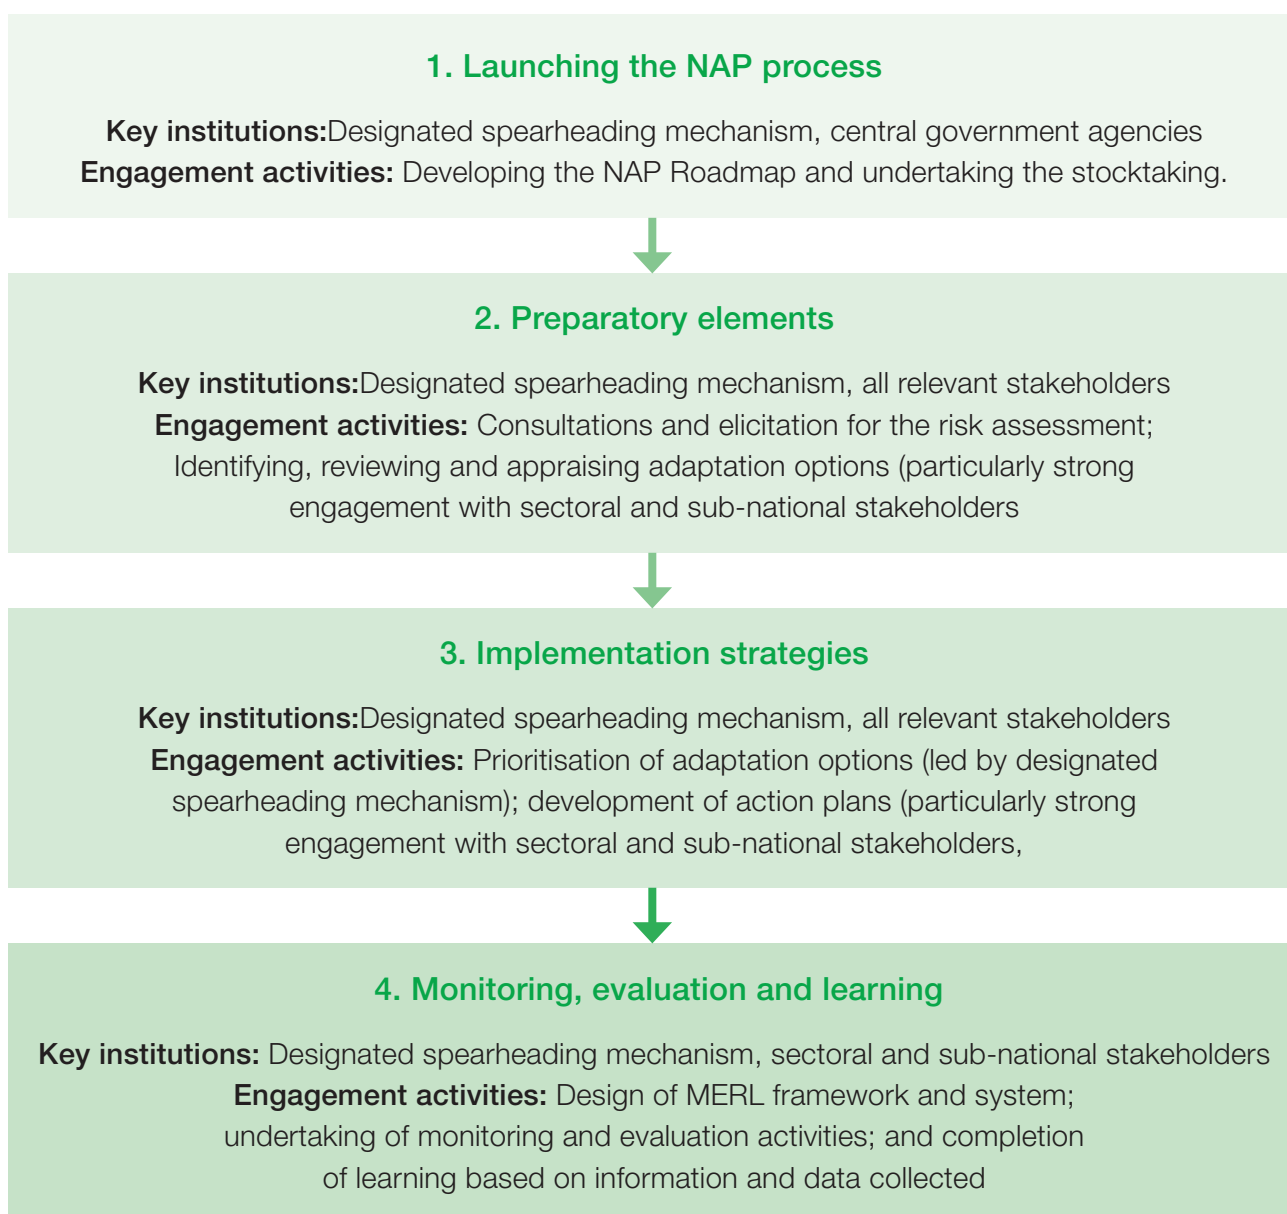 1. Launching the NAP process
Key institutions:Designated spearheading mechanism, central government agencies
Engagement activities: Developing the NAP Roadmap and undertaking the stocktaking.
2. Preparatory elements
Key institutions:Designated spearheading mechanism, all relevant stakeholders
Engagement activities: Consultations and elicitation for the risk assessment;
Identifying, reviewing and appraising adaptation options (particularly strong
engagement with sectoral and sub-national stakeholders
3. Implementation strategies
Key institutions:Designated spearheading mechanism, all relevant stakeholders
Engagement activities: Prioritisation of adaptation options (led by designated
spearheading mechanism); development of action plans (particularly strong
engagement with sectoral and sub-national stakeholders,
4. Monitoring, evaluation and learning
Key institutions: Designated spearheading mechanism, sectoral and sub-national stakeholders
Engagement activities: Design of MERL framework and system;
undertaking of monitoring and evaluation activities; and completion
of learning based on information and data collected